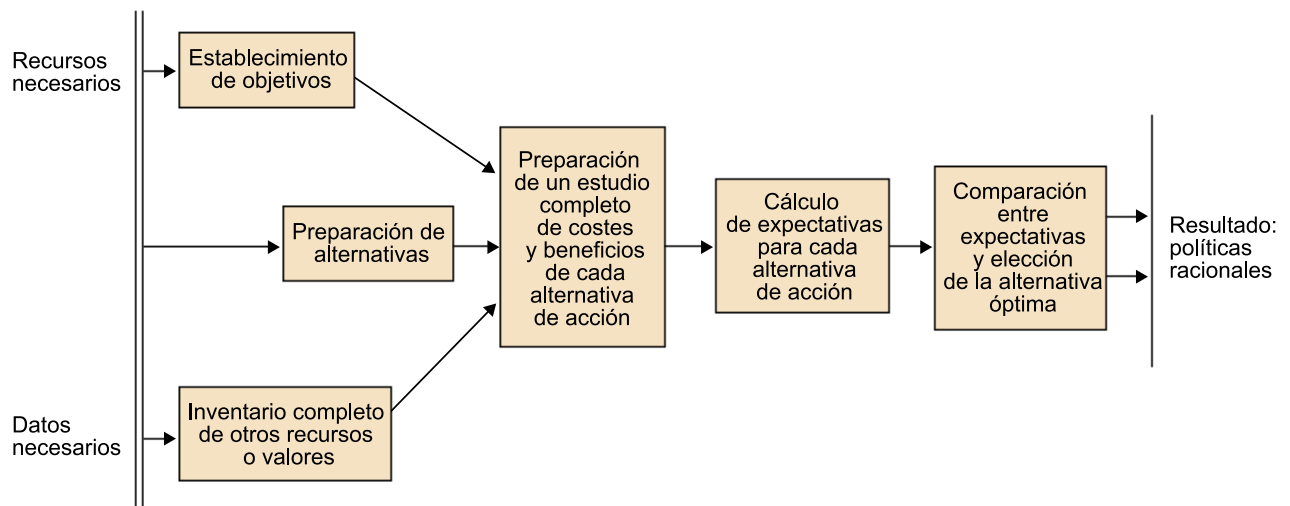 Recursos
necesarios
Establecimiento
de objetivos
Preparación de
alternativas
Datos
necesarios
Inventario completo
de otros recursos
o valores
Preparación
de un estudio
completo
de costes
y beneficios
de cada
alternativa
de acción
Cálculo
de expectativas
para cada
alternativa
de acción
Comparación
entre
expectativas
y elección
de la alternativa
óptima
Resultado:
políticas
racionales